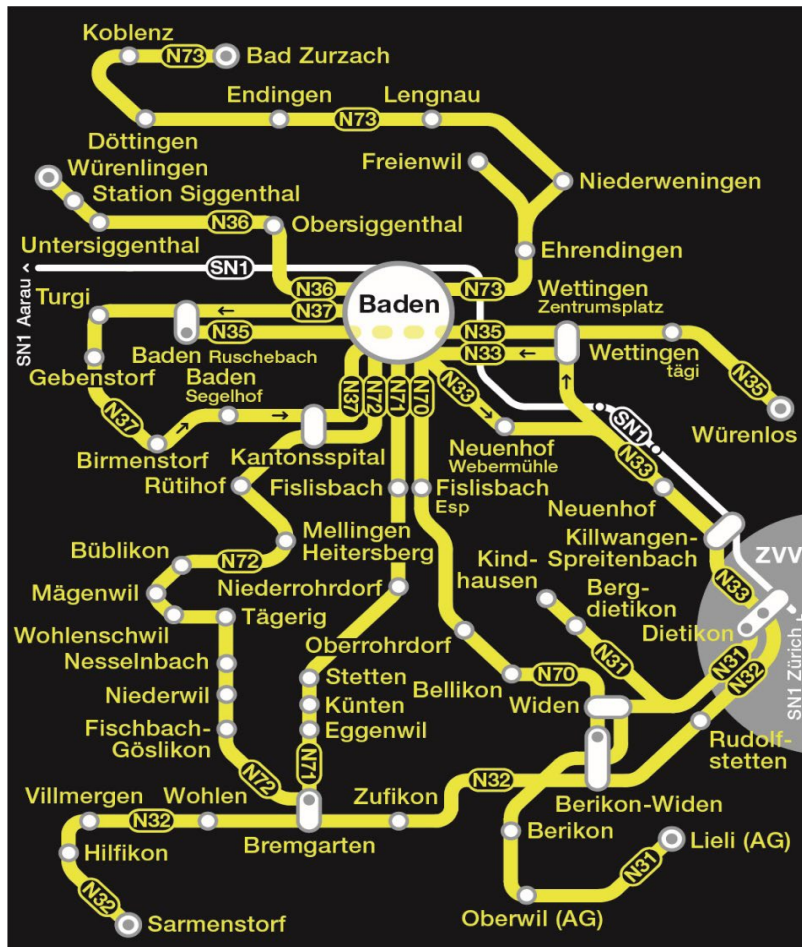 Koblenz
N73
Bad Zurzach
Endingen
N73
Lengnau
Döttingen
Würenlingen
Station Siggenthal
Freienwil
Niederweningen
N36
Obersiggenthal
Untersiggenthal
Ehrendingen
SN1
SN1 Aarau
N36
Baden
N73
Wettingen
Zentrumsplatz
Turgi
N37
N35
N35
N33
Baden Ruschebach
Wettingen
tägi
Gebenstorf
Baden
Segelhof
N35
N37
N37
N72
N71
N70
N33
SN1
Würenlos
Birmenstorf
Kantonsspital
Neuenhof
Webermühle
N33
Rütihof
Fislisbach
Fislisbach
Esp
Neuenhof
Mellingen
Heitersberg
Killwangen-
Spreitenbach
Büblikon
N72
Kind-
hausen
ZVV
Mägenwil
Niederrohrdorf
Berg-
dietikon
N33
Wohlenschwil
Tägerig
Dietikon
Oberrohrdorf
Nesselnbach
N31
N31
N32
SN1 Zürich
Stetten
Bellikon
N70
Niederwil
Künten
Widen
Fischbach-
Göslikon
Eggenwil
Rudolf-
stetten
N71
N72
N32
Villmergen
Wohlen
Zufikon
Berikon-Widen
N32
Bremgarten
Berikon
Lieli (AG)
Hilfikon
N31
N32
Oberwil (AG)
Sarmenstorf